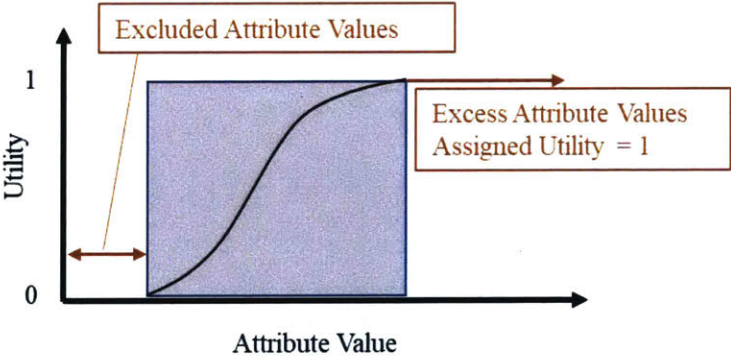 Excluded Attribute Values
1
Excess Attribute Values
Assigned Utility = 1
Utility
0
Attribute Value